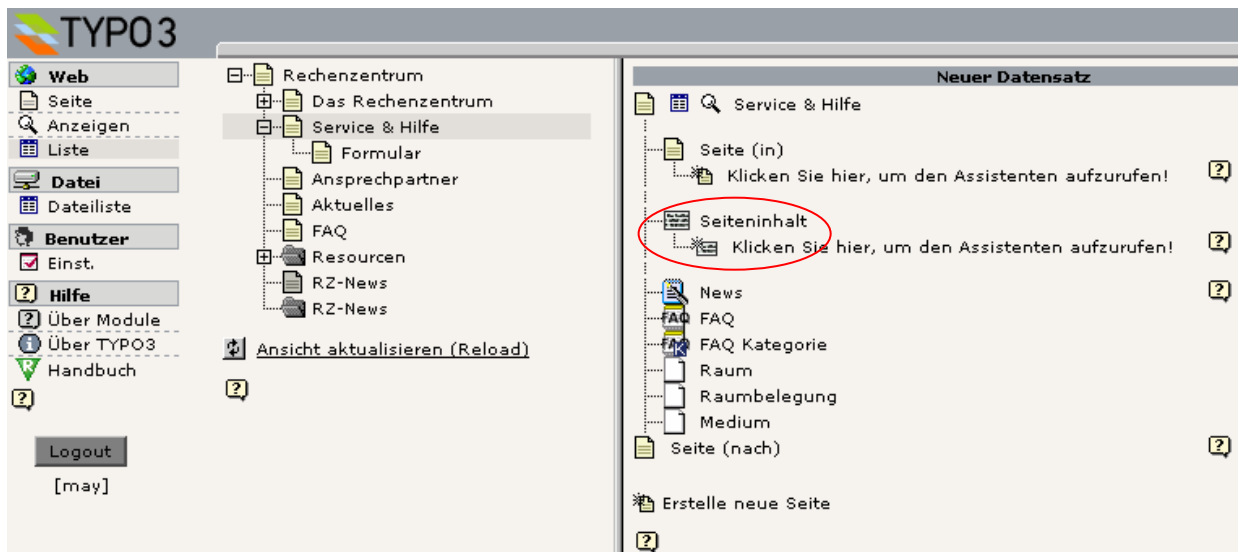 TYPO3
Web
Seite
Anzeigen
Liste
Datei
Dateiliste
Benutzer
Einst.
Hilfe
Über Module
Über TYPO3
Handbuch
Logout
[may]
Rechenzentrum
Das Rechenzentrum
Service & Hilfe
Formular
Ansprechpartner
Aktuelles
FAQ
Resourcen
RZ-News
RZ-News
Ansicht aktualisieren (Reload)
Neuer Datensatz
Service & Hilfe
Seite (in)
Klicken Sie hier, um den Assistenten aufzurufen!
Seiteninhalt
Klicken Sie hier, um den Assistenten aufzurufen!
News
FAQ FAQ
FAQ Kategorie
Raum
Raumbelegung
Medium
Seite (nach)
Erstelle neue Seite